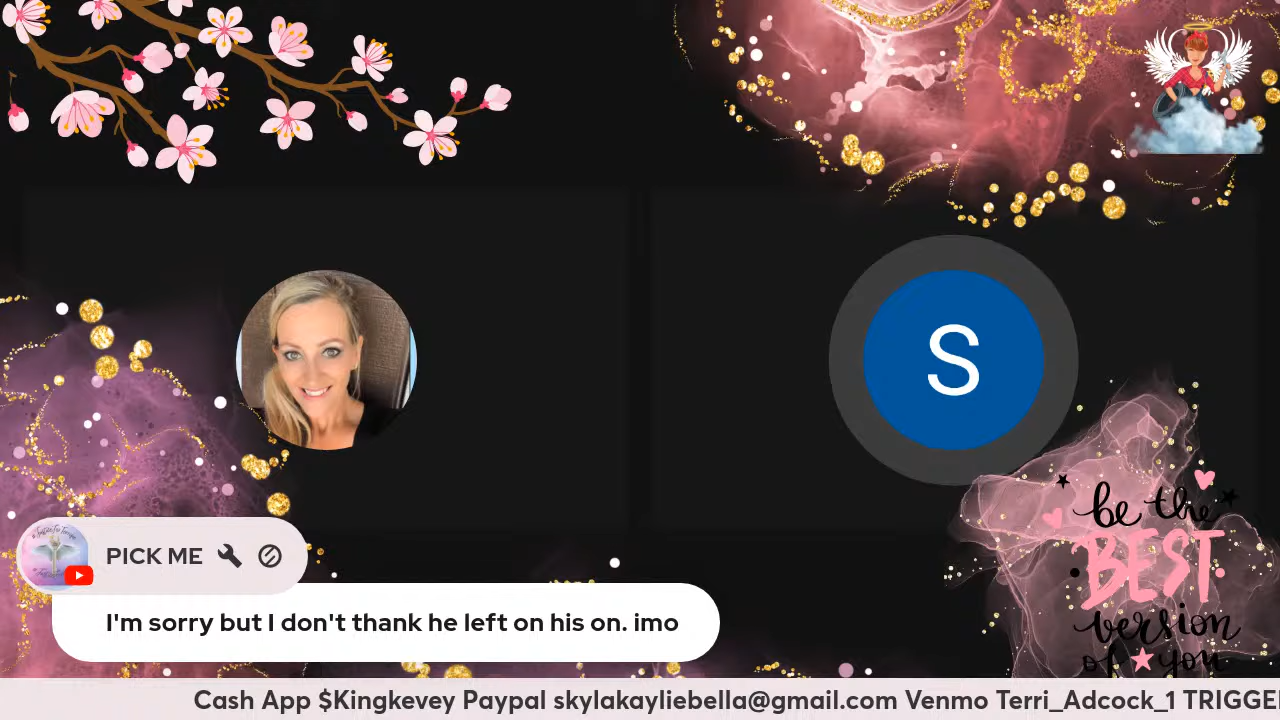 S
be the
BEST
version
of you
PICK ME
I'm sorry but I don't thank he left on his on. imo
Cash App $Kingkevey Paypal skylakayliebella@gmail.com Venmo Terri_Adcock_1 TRIGGE